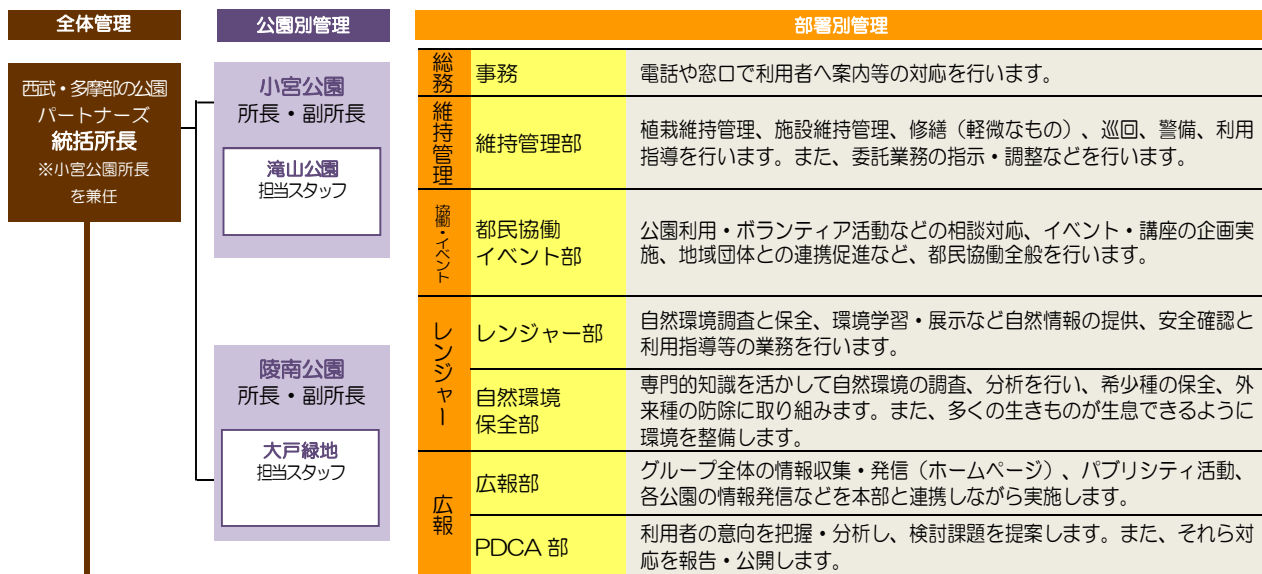 全体管理
西武・多摩部の公園
パートナーズ
統括所長
※小宮公園所長
を兼任
公園別管理
小宮公園
所長・副所長
滝山公園
担当スタッフ
陵南公園
所長・副所長
大戸緑地
担当スタッフ
部署別管理
総務
事務
電話や窓口で利用者へ案内等の対応を行います。
維持管理
維持管理部
植栽維持管理、施設維持管理、修繕（軽微なもの）、巡回、警備、利用
指導を行います。また、委託業務の指示・調整などを行います。
協働・イベント
都民協働
イベント部
公園利用・ボランティア活動などの相談対応、イベント・講座の企画実
施、地域団体との連携促進など、都民協働全般を行います。
レンジャー
レンジャー部
自然環境調査と保全、環境学習・展示など自然情報の提供、安全確認と
利用指導等の業務を行います。
自然環境
保全部
専門的知識を活かして自然環境の調査、分析を行い、希少種の保全、外
来種の防除に取り組みます。また、多くの生きものが生息できるように
環境を整備します。
広報
広報部
グループ全体の情報収集・発信（ホームページ）、パブリシティ活動、
各公園の情報発信などを本部と連携しながら実施します。
PDCA 部
利用者の意向を把握・分析し、検討課題を提案します。また、それら対
応を報告・公開します。